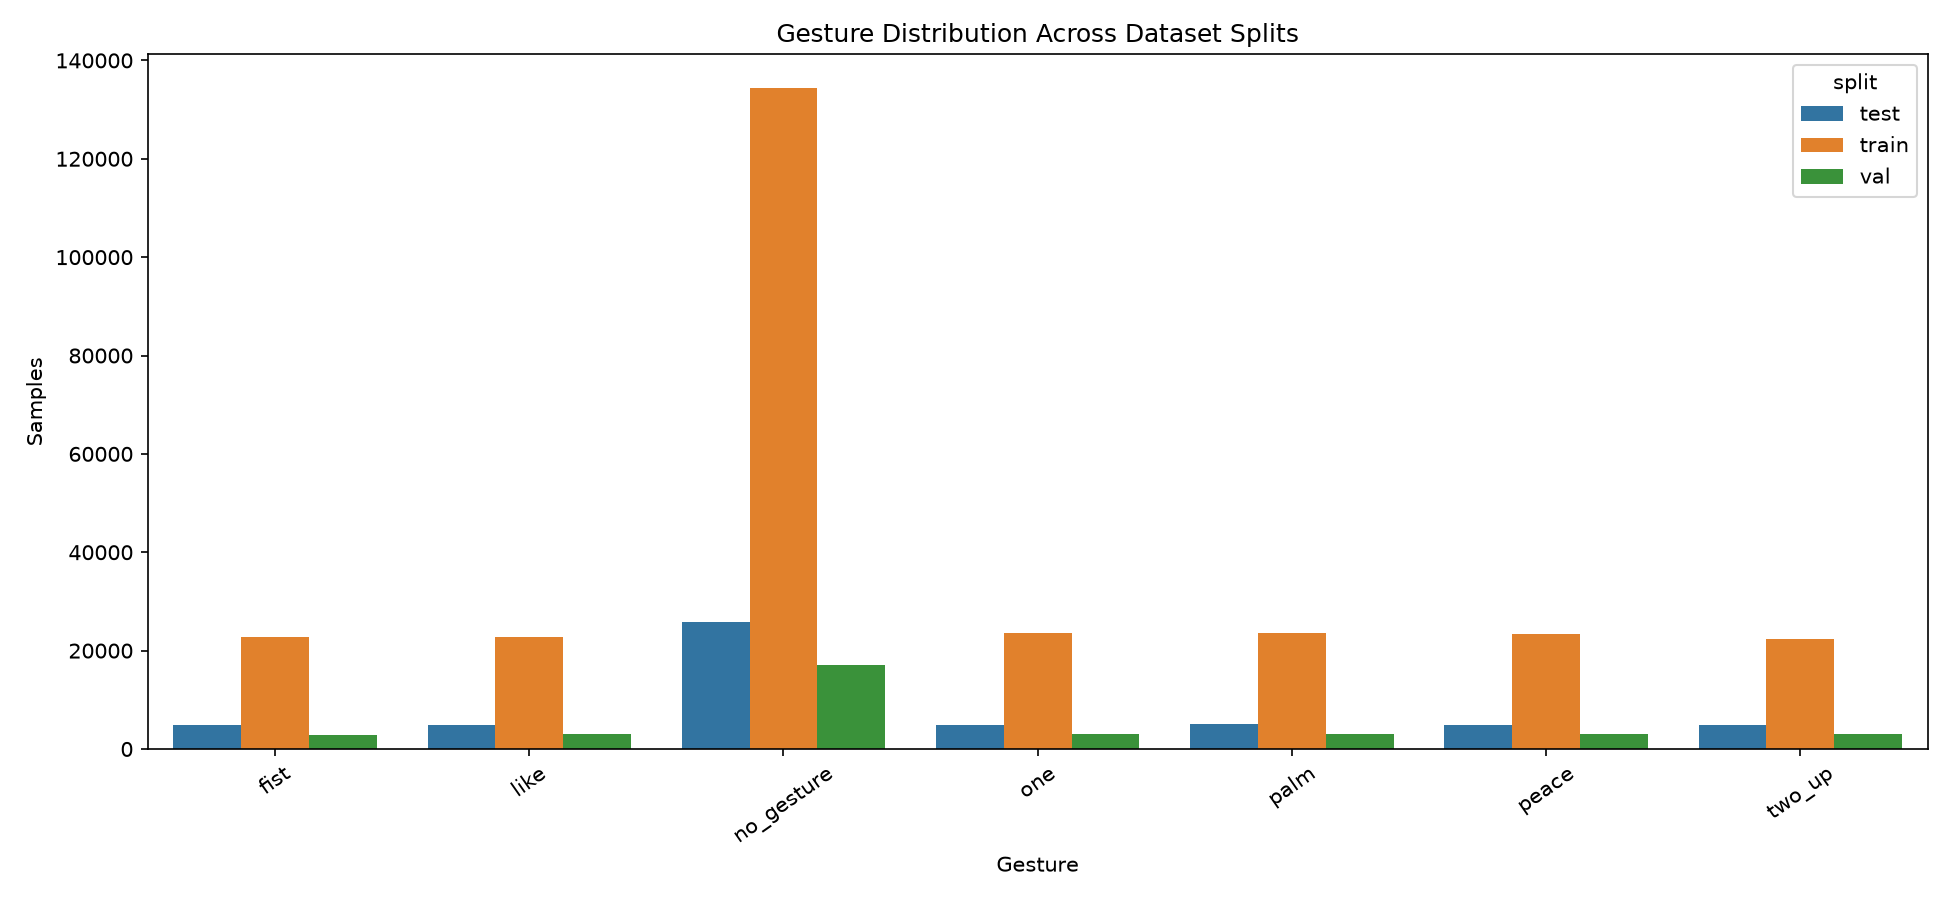 Gesture Distribution Across Dataset Splits
140000
120000
100000
80000
60000
40000
20000
0
Samples
split
test
train
val
fist
like
no_gesture
one
palm
peace
two_up
Gesture